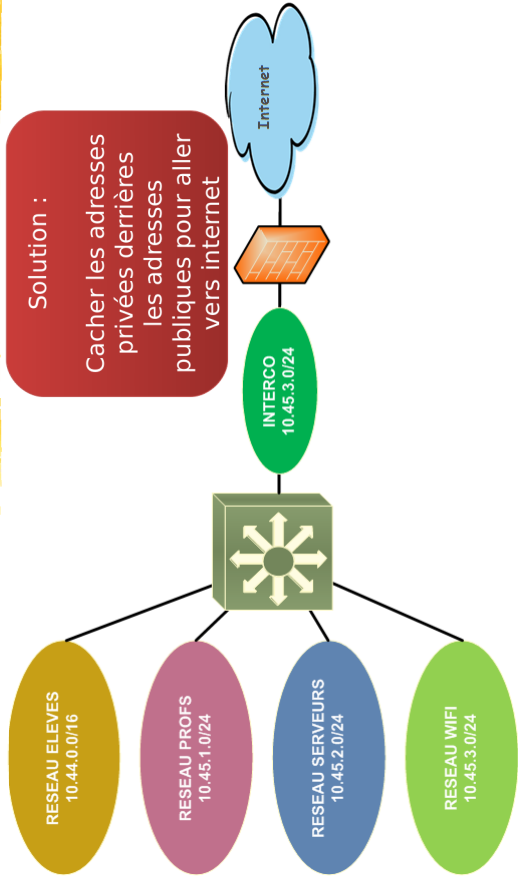 Solution :
Cacher les adresses
privées derrières
les adresses
publiques pour aller
vers internet
RESEAU ELEVES
10.44.0.0/16
RESEAU PROFS
10.45.1.0/24
RESEAU SERVEURS
10.45.2.0/24
RESEAU WIFI
10.45.3.0/24
INTERCO
10.45.3.0/24
Internet